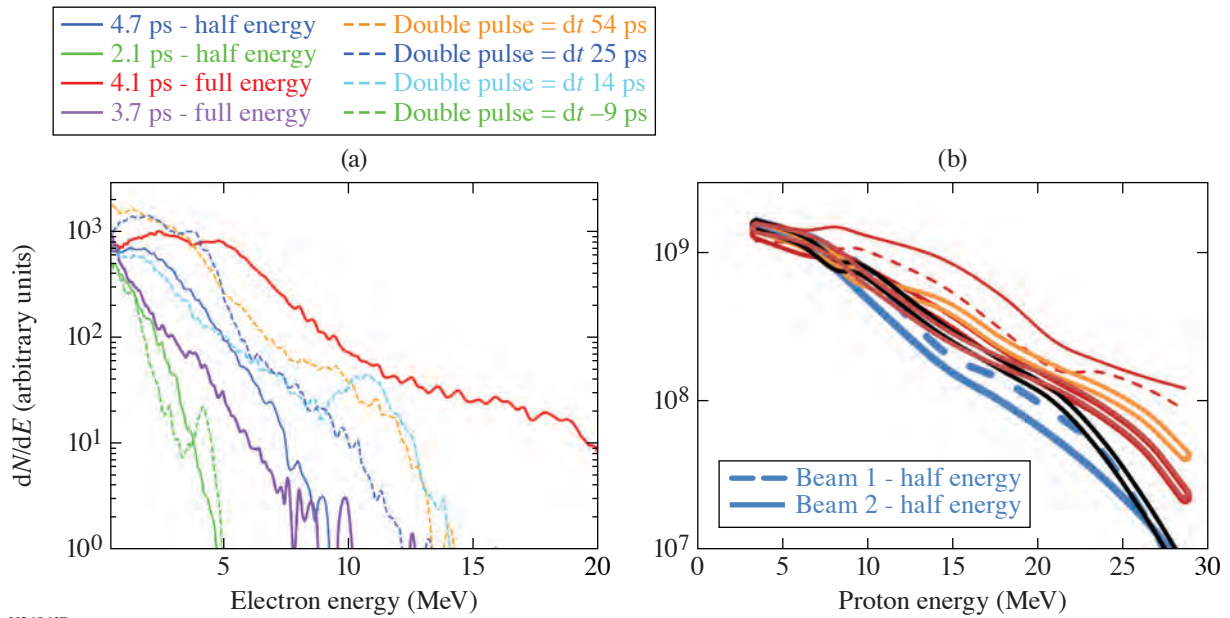 4.7 ps - half energy
2.1 ps - half energy
4.1 ps - full energy
3.7 ps - full energy
Double pulse = dt 54 ps
Double pulse = dt 25 ps
Double pulse = dt 14 ps
Double pulse = dt –9 ps
(a)
dN/dE (arbitrary units)
10³
10²
10¹
10⁰
5
10
15
20
Electron energy (MeV)
(b)
10⁹
10⁸
10⁷
Beam 1 - half energy
Beam 2 - half energy
0
5
10
15
20
25
30
Proton energy (MeV)